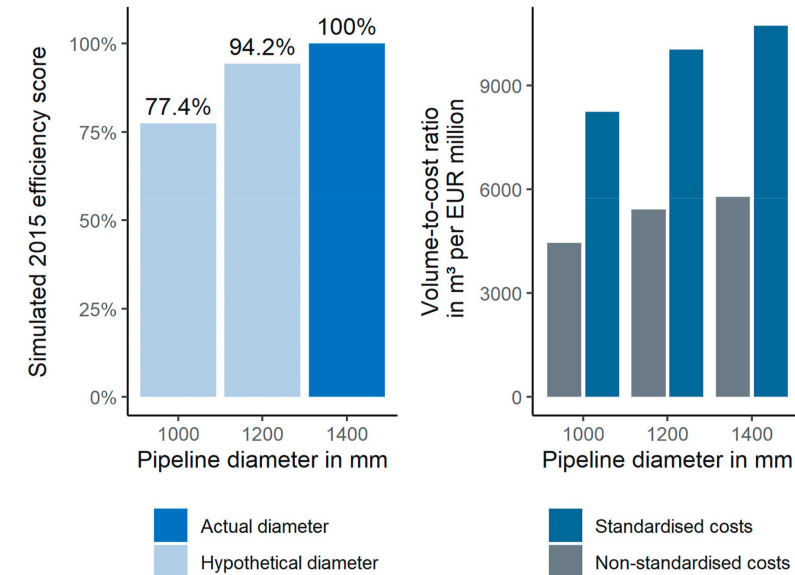 Simulated 2015 efficiency score
100%
75%
50%
25%
0%
77.4%
94.2%
100%
1000
1200
1400
Pipeline diameter in mm
Actual diameter
Hypothetical diameter
Volume-to-cost ratio
in m³ per EUR million
9000
6000
3000
0
1000
1200
1400
Pipeline diameter in mm
Standardised costs
Non-standardised costs